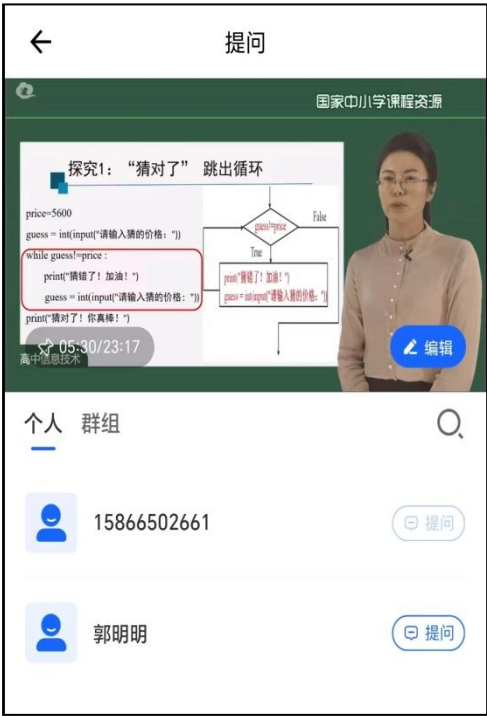 提问
国家中小学课程资源
探究1：“猜对了” 跳出循环
price=5600
guess = int(input("请输入猜的价格："))
while guess!=price :
print("猜错了！加油！")
guess = int(input("请输入猜的价格："))
print("猜对了！你真棒！")
guess!=price
False
True
print("猜错了！加油！")
guess = int(input("请输入猜的价格："))
05:30/23:17
高中信息技术
编辑
个人 群组
15866502661
提问
郭明明
提问